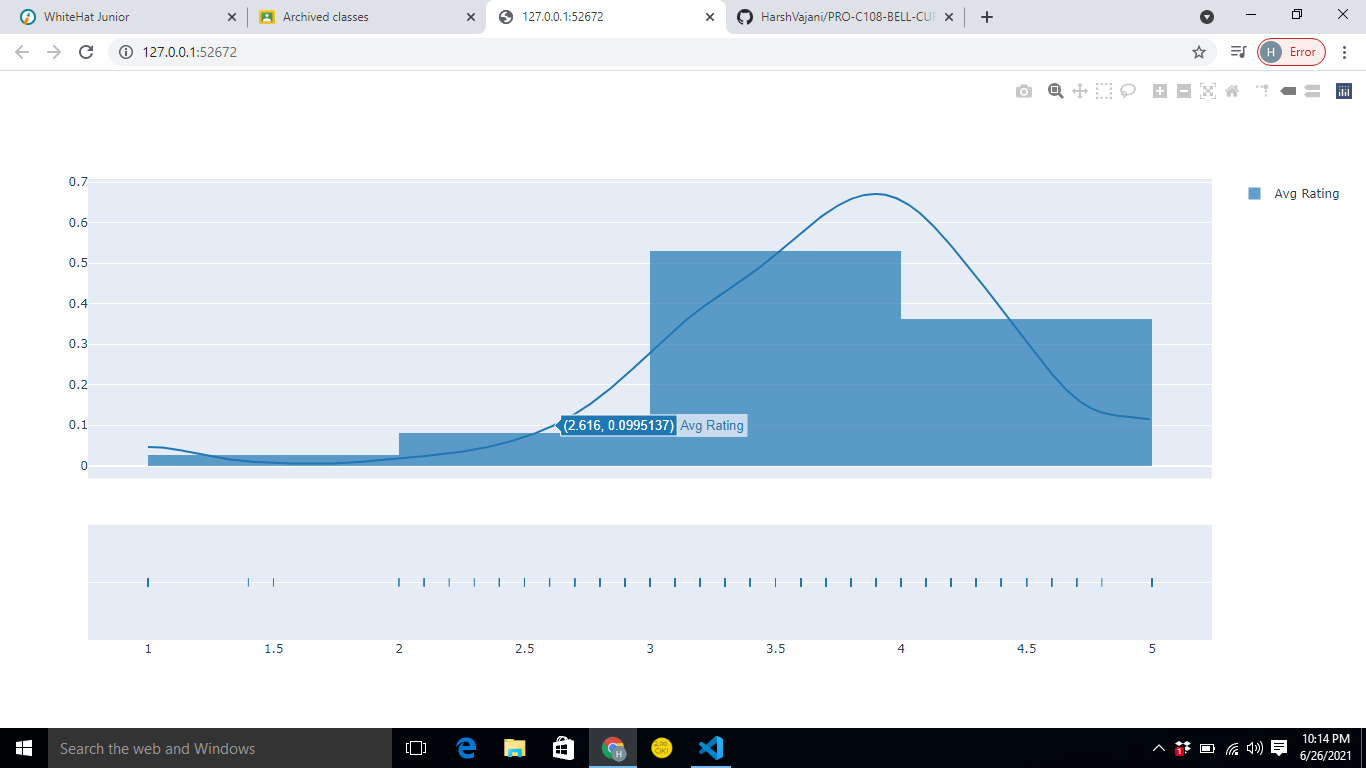 WhiteHat Junior
Archived classes
127.0.0.1:52672
HarshVajani/PRO-C108-BELL-CUR
127.0.0.1:52672
H Error
Avg Rating
0.7
0.6
0.5
0.4
0.3
0.2
0.1
0
(2.616, 0.0995137) Avg Rating
1 1.5 2 2.5 3 3.5 4 4.5 5
Search the web and Windows
H
1
10:14 PM
6/26/2021